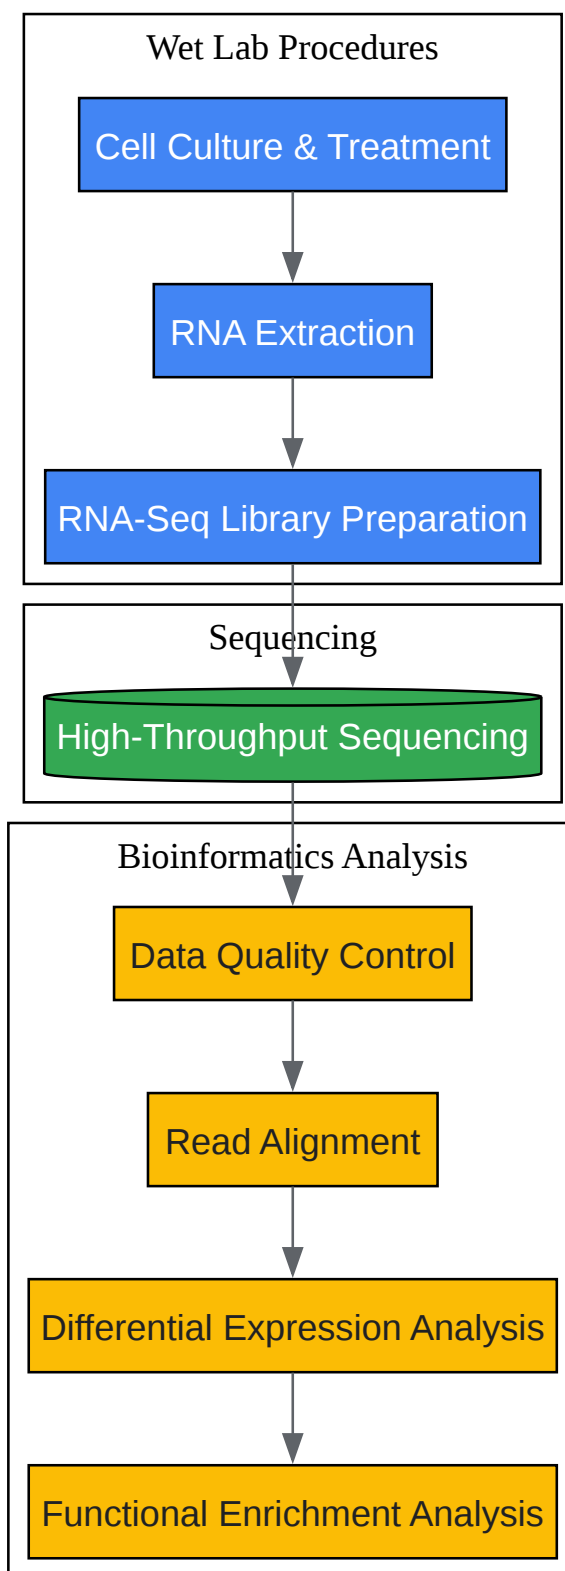 Wet Lab Procedures
Cell Culture & Treatment
RNA Extraction
RNA-Seq Library Preparation
Sequencing
High-Throughput Sequencing
Bioinformatics Analysis
Data Quality Control
Read Alignment
Differential Expression Analysis
Functional Enrichment Analysis